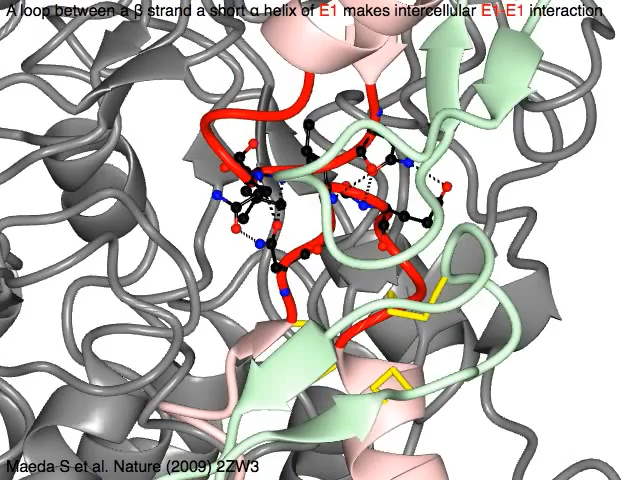 A loop between a β strand a short α helix of E1 makes intercellular E1-E1 interaction
Maeda S et al. Nature (2009) 2ZW3